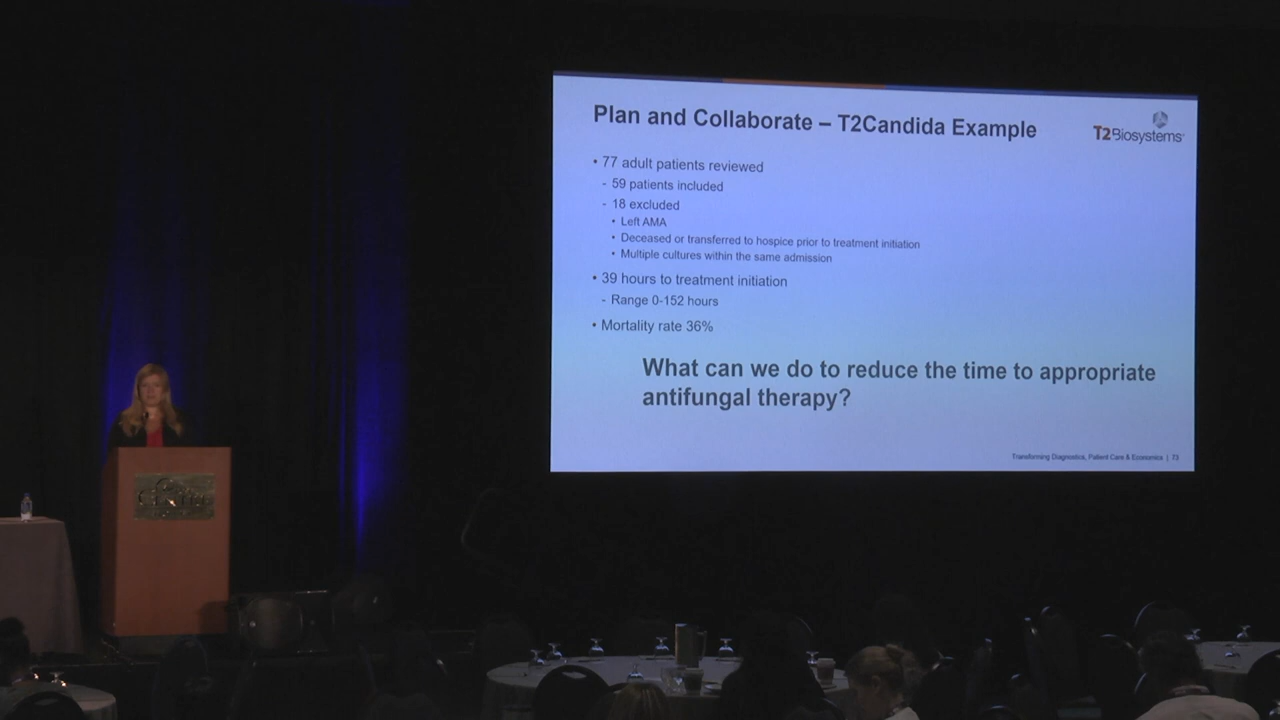 Plan and Collaborate – T2Candida Example
T2Biosystems
• 77 adult patients reviewed
- 59 patients included
- 18 excluded
• Left AMA
• Deceased or transferred to hospice prior to treatment initiation
• Multiple cultures within the same admission
• 39 hours to treatment initiation
- Range 0-152 hours
• Mortality rate 36%
What can we do to reduce the time to appropriate
antifungal therapy?
Transforming Diagnostics, Patient Care & Economics | 73